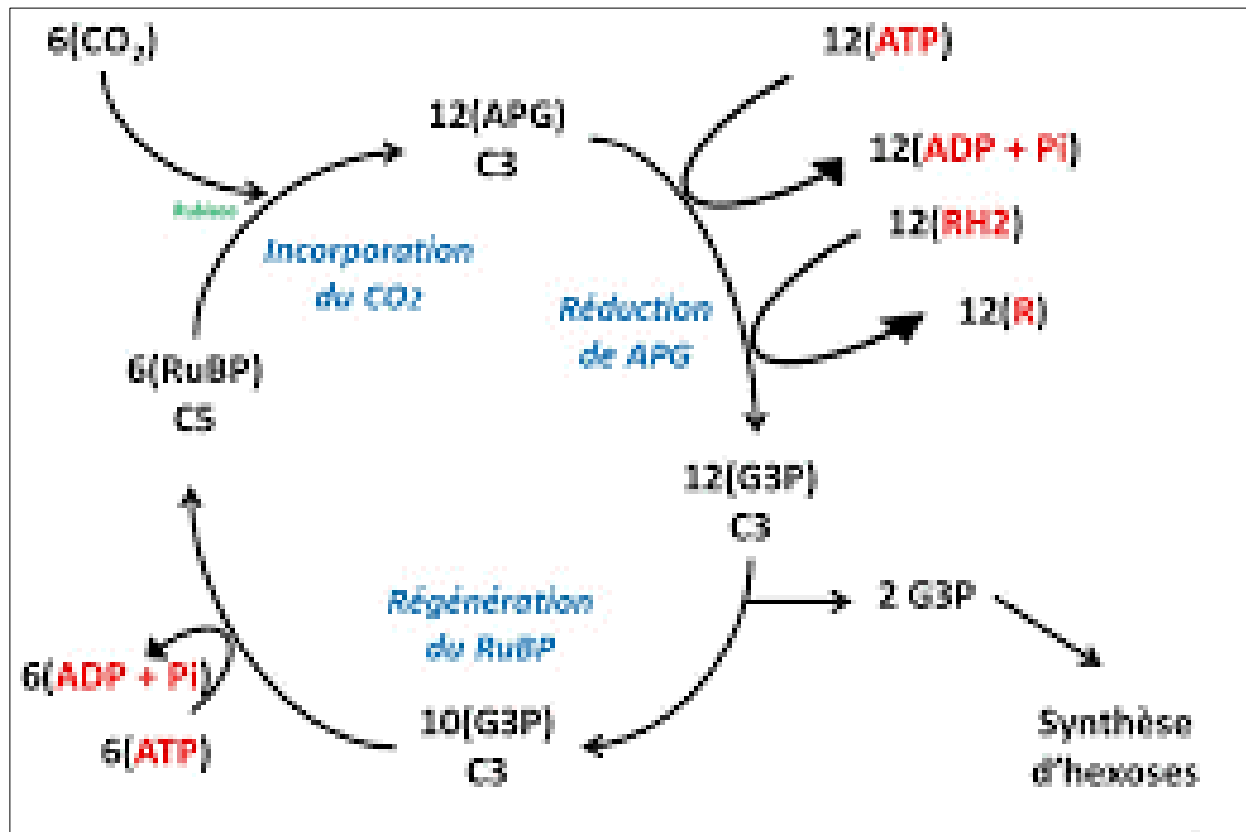 6(CO₂)
12(ATP)
12(APG)
C3
12(ADP + Pi)
Rubisco
12(RH2)
Incorporation
du CO2
Réduction
de APG
12(R)
6(RuBP)
C5
12(G3P)
C3
Régénération
du RuBP
2 G3P
6(ADP + Pi)
6(ATP)
10(G3P)
C3
Synthèse
d'hexoses